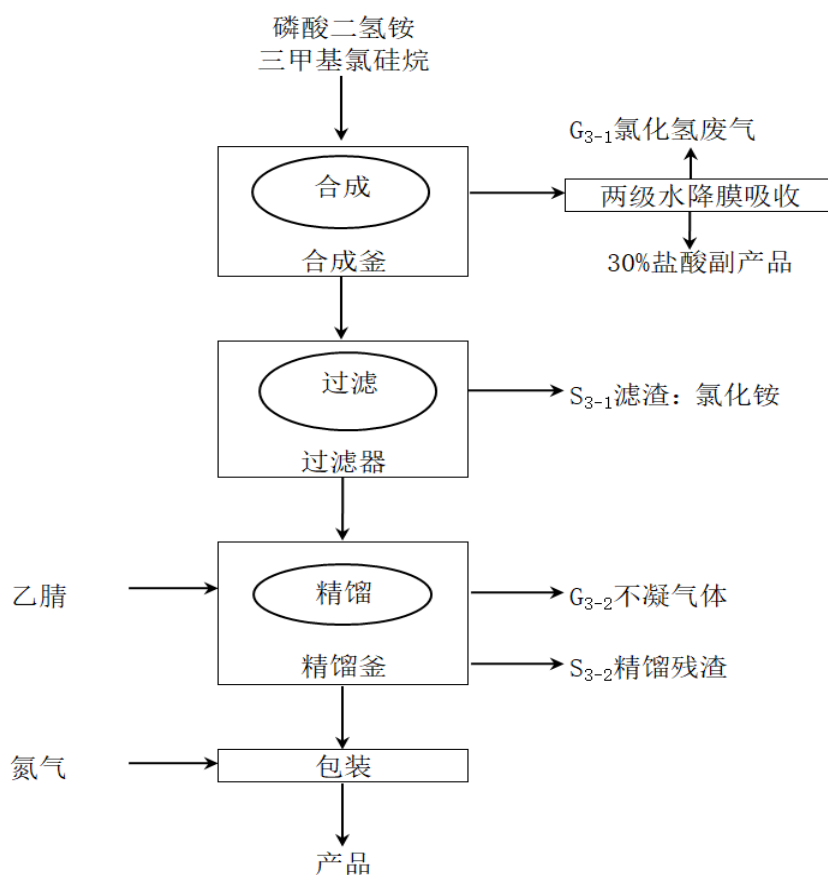 磷酸二氢铵
三甲基氯硅烷
G3-1氯化氢废气
合成
两级水降膜吸收
合成釜
30%盐酸副产品
过滤
S3-1滤渣：氯化铵
过滤器
乙腈
精馏
G3-2不凝气体
精馏釜
S3-2精馏残渣
氮气
包装
产品